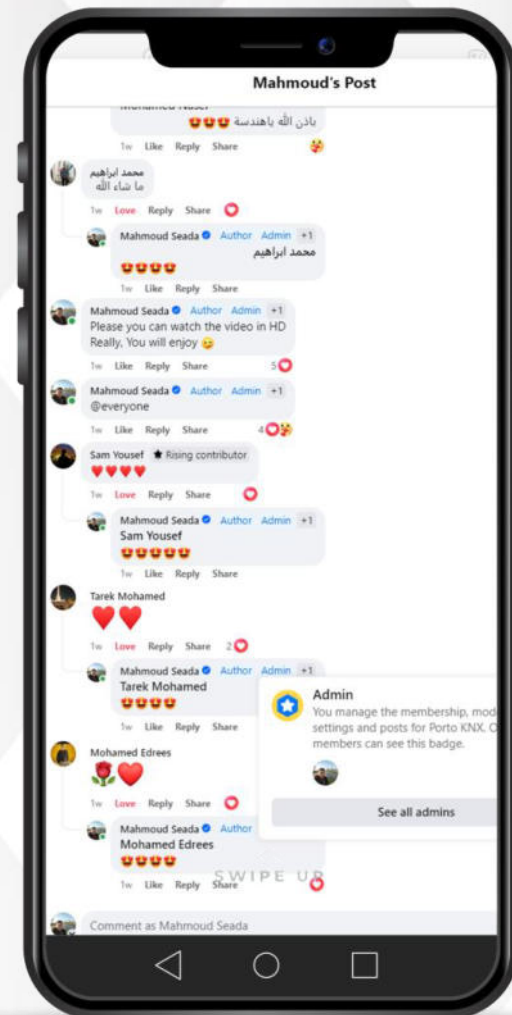 Mahmoud's Post
Mohamed Naser
باذن الله ياهندسة
1w Like Reply Share
محمد ابراهيم
ما شاء الله
1w Love Reply Share
Mahmoud Seada Author Admin +1
محمد ابراهيم
1w Like Reply Share
Mahmoud Seada Author Admin +1
Please you can watch the video in HD
Really, You will enjoy
1w Like Reply Share 5
Mahmoud Seada Author Admin +1
@everyone
1w Like Reply Share 4
Sam Yousef Rising contributor
1w Love Reply Share
Mahmoud Seada Author Admin +1
Sam Yousef
1w Like Reply Share
Tarek Mohamed
1w Love Reply Share 2
Mahmoud Seada Author Admin +1
Tarek Mohamed
1w Like Reply Share
Admin
You manage the membership, mod
settings and posts for Porto KNX. O
members can see this badge.
See all admins
Mohamed Edrees
1w Love Reply Share
Mahmoud Seada Author
Mohamed Edrees
1w Like Reply Share
SWIPE UP
Comment as Mahmoud Seada